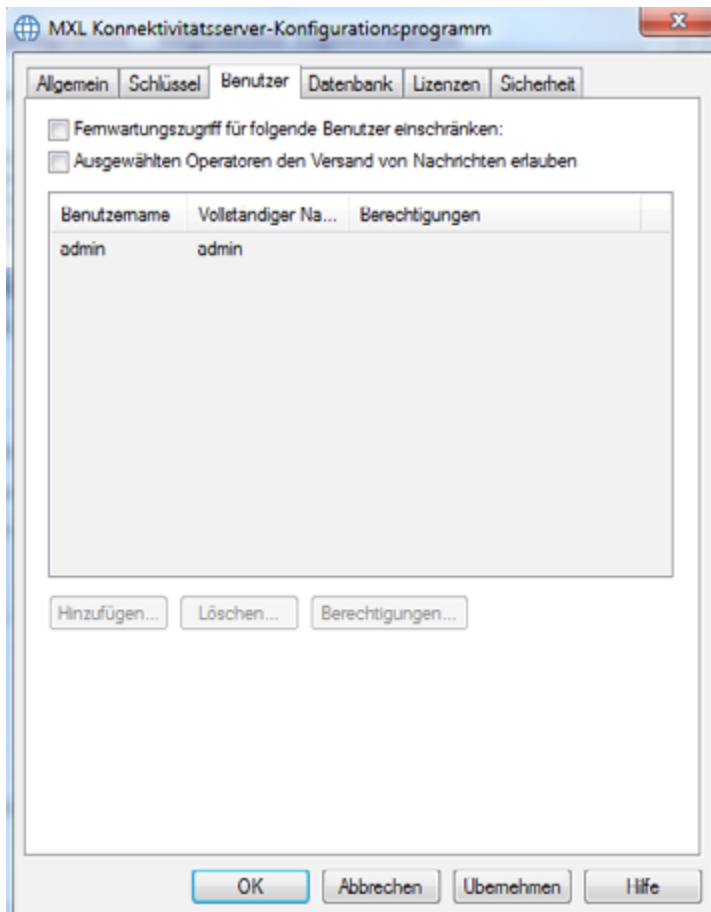 MXL Konnektivitatsserver-Konfigurationsprogramm
Allgemein Schlüssel Benutzer Datenbank Lizenzen Sicherheit
Fernwartungszugriff für folgende Benutzer einschränken:
Ausgewählten Operatoren den Versand von Nachrichten erlauben
Benutzername Vollständiger Na... Berechtigungen
admin admin
Hinzufügen... Löschen... Berechtigungen...
OK Abbrechen Übernehmen Hilfe